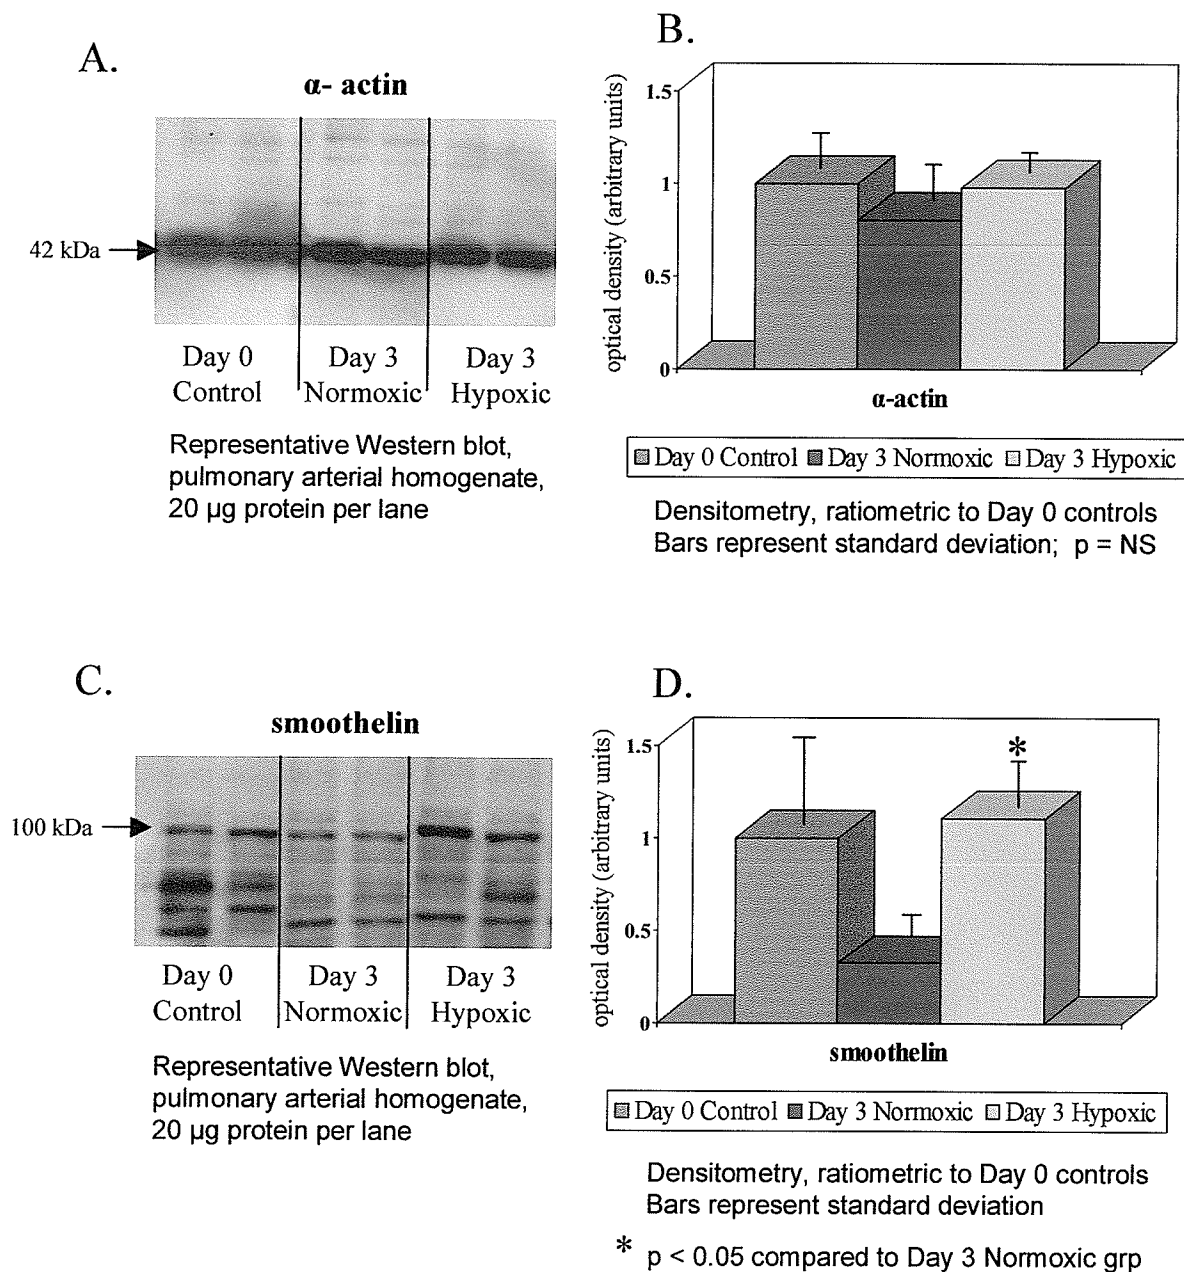 A.
α- actin
42 kDa
Day 0
Control
Day 3
Normoxic
Day 3
Hypoxic
Representative Western blot,
pulmonary arterial homogenate,
20 µg protein per lane
B.
optical density (arbitrary units)
1.5
1
0.5
0
α-actin
Day 0 Control Day 3 Normoxic Day 3 Hypoxic
Densitometry, ratiometric to Day 0 controls
Bars represent standard deviation; p = NS
C.
smoothelin
100 kDa
Day 0
Control
Day 3
Normoxic
Day 3
Hypoxic
Representative Western blot,
pulmonary arterial homogenate,
20 µg protein per lane
D.
optical density (arbitrary units)
1.5
1
0.5
0
*
smoothelin
Day 0 Control Day 3 Normoxic Day 3 Hypoxic
Densitometry, ratiometric to Day 0 controls
Bars represent standard deviation
* p < 0.05 compared to Day 3 Normoxic grp